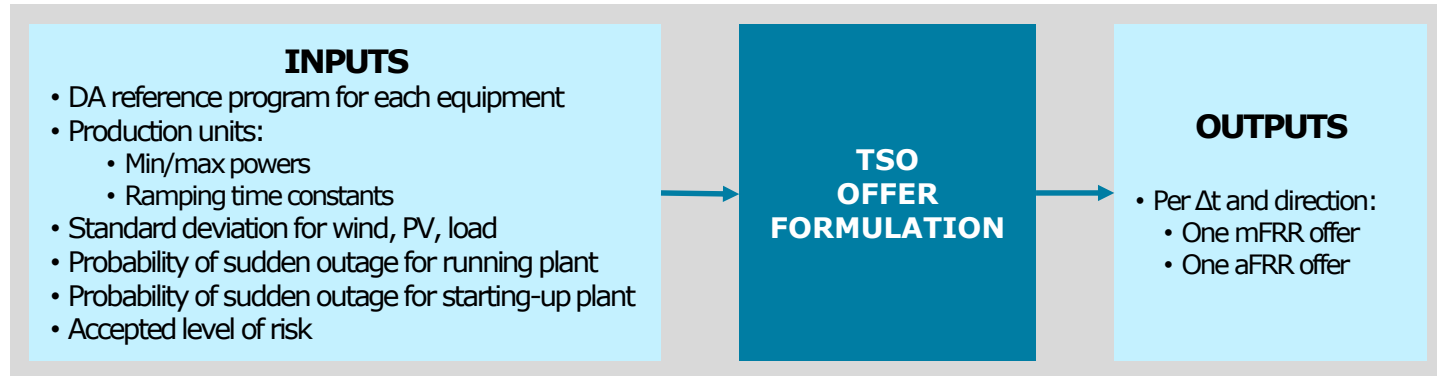 INPUTS
• DA reference program for each equipment
• Production units:
• Min/max powers
• Ramping time constants
• Standard deviation for wind, PV, load
• Probability of sudden outage for running plant
• Probability of sudden outage for starting-up plant
• Accepted level of risk
TSO
OFFER
FORMULATION
OUTPUTS
• Per Δt and direction:
• One mFRR offer
• One aFRR offer